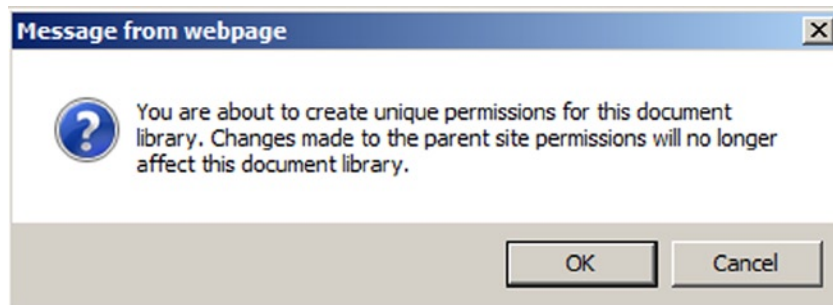 Message from webpage
You are about to create unique permissions for this document
library. Changes made to the parent site permissions will no longer
affect this document library.
OK Cancel